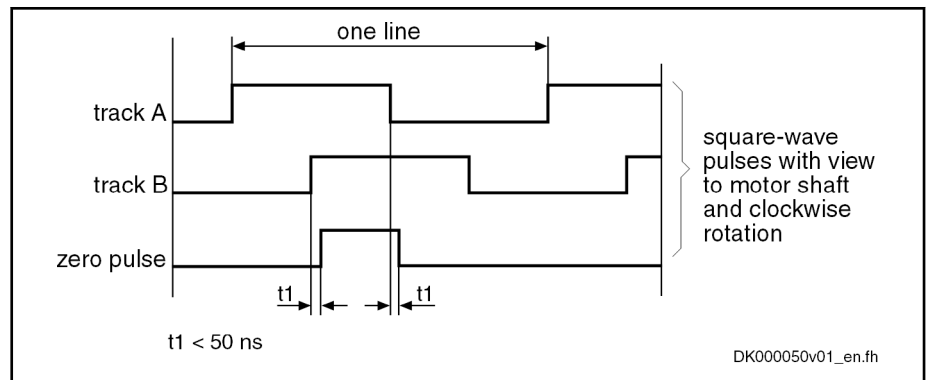 one line
track A
track B
zero pulse
t1
t1
t1 < 50 ns
square-wave
pulses with view
to motor shaft
and clockwise
rotation
DK000050v01_en.fh